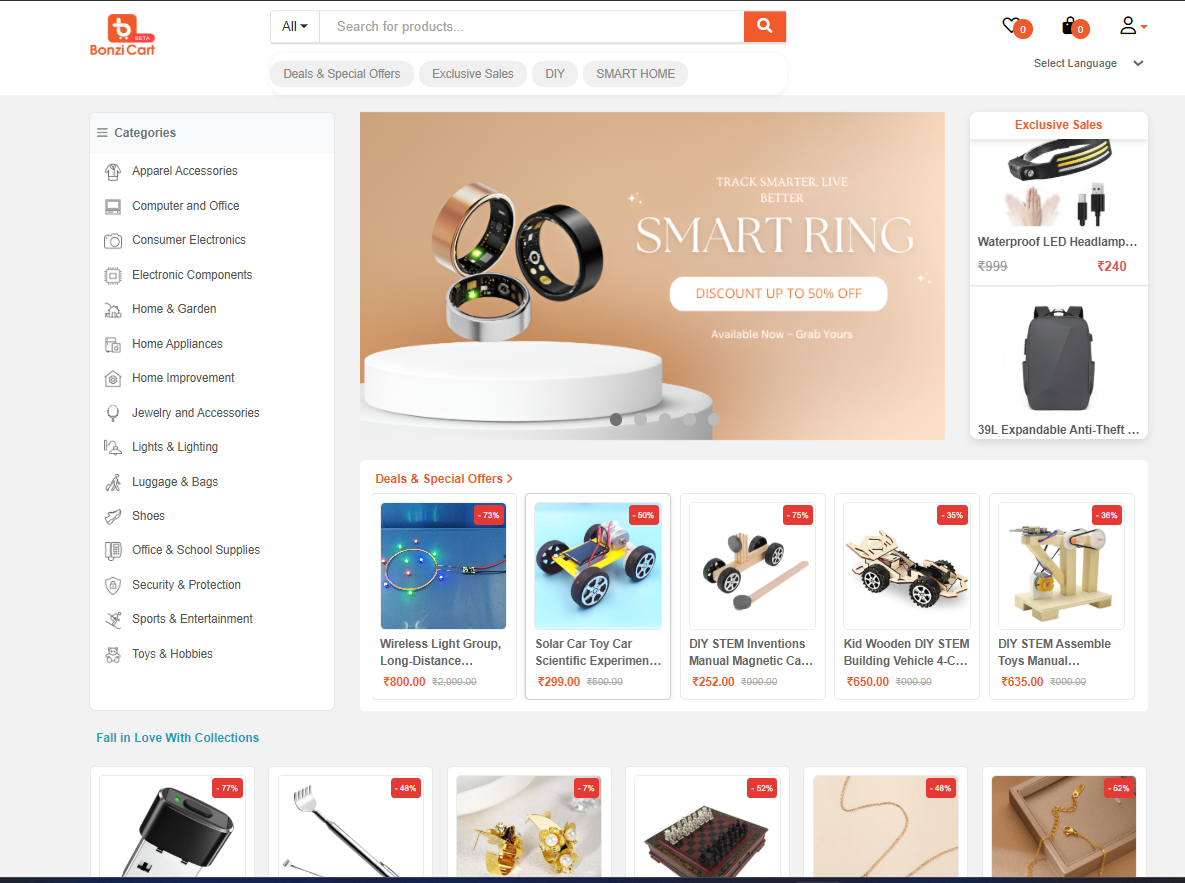 BETA
Bonzi Cart
All
Search for products...
0
0
Select Language
Deals & Special Offers
Exclusive Sales
DIY
SMART HOME
Categories
Apparel Accessories
Computer and Office
Consumer Electronics
Electronic Components
Home & Garden
Home Appliances
Home Improvement
Jewelry and Accessories
Lights & Lighting
Luggage & Bags
Shoes
Office & School Supplies
Security & Protection
Sports & Entertainment
Toys & Hobbies
TRACK SMARTER, LIVE
BETTER
SMART RING
DISCOUNT UP TO 50% OFF
Available Now – Grab Yours
Exclusive Sales
Waterproof LED Headlamp...
₹999 ₹240
39L Expandable Anti-Theft ...
Deals & Special Offers
- 73%
Wireless Light Group,
Long-Distance...
₹800.00 ₹2,999.00
- 50%
Solar Car Toy Car
Scientific Experimen...
₹299.00 ₹599.00
- 75%
DIY STEM Inventions
Manual Magnetic Ca...
₹252.00 ₹999.00
- 35%
Kid Wooden DIY STEM
Building Vehicle 4-C...
₹650.00 ₹999.00
- 36%
DIY STEM Assemble
Toys Manual...
₹635.00 ₹999.00
Fall in Love With Collections
- 77%
- 48%
- 7%
- 52%
- 48%
- 52%